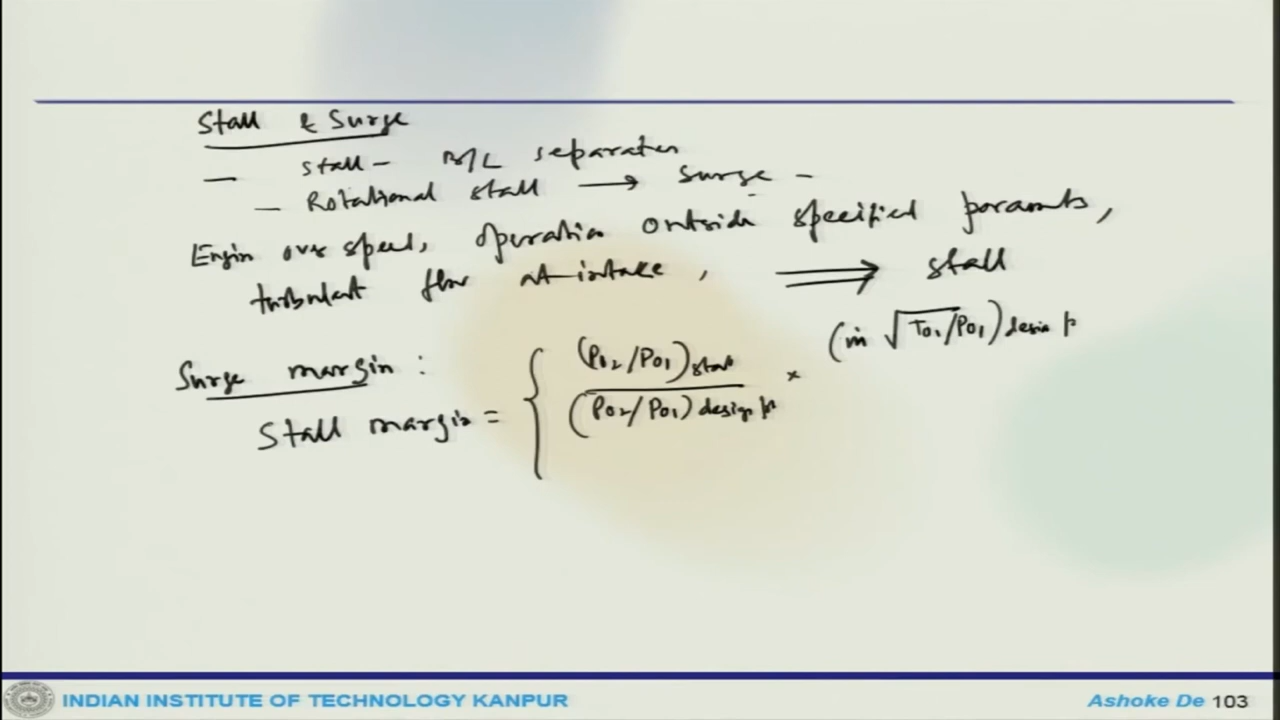 Stall & Surge
— Stall - B/L separation
— Rotational stall → Surge -
Engin over speed, operation outside specified paramts,
turbulent flow at intake, ⟹ stall
Surge margin :
Stall margin = { (P02/P01)stall / (P02/P01) design pt × (ṁ √T01/P01) design pt
INDIAN INSTITUTE OF TECHNOLOGY KANPUR
Ashoke De 103